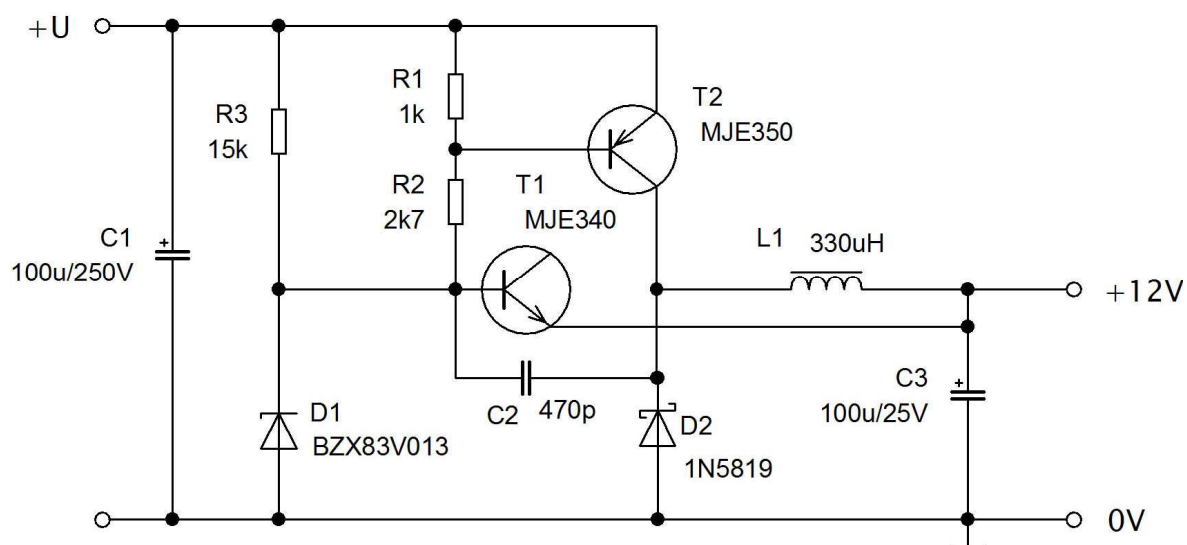 +U
R1
1k
R3
15k
T2
MJE350
R2
2k7
T1
MJE340
C1
100u/250V
+
L1
330uH
+12V
C2
470p
C3
100u/25V
+
D1
BZX83V013
D2
1N5819
0V